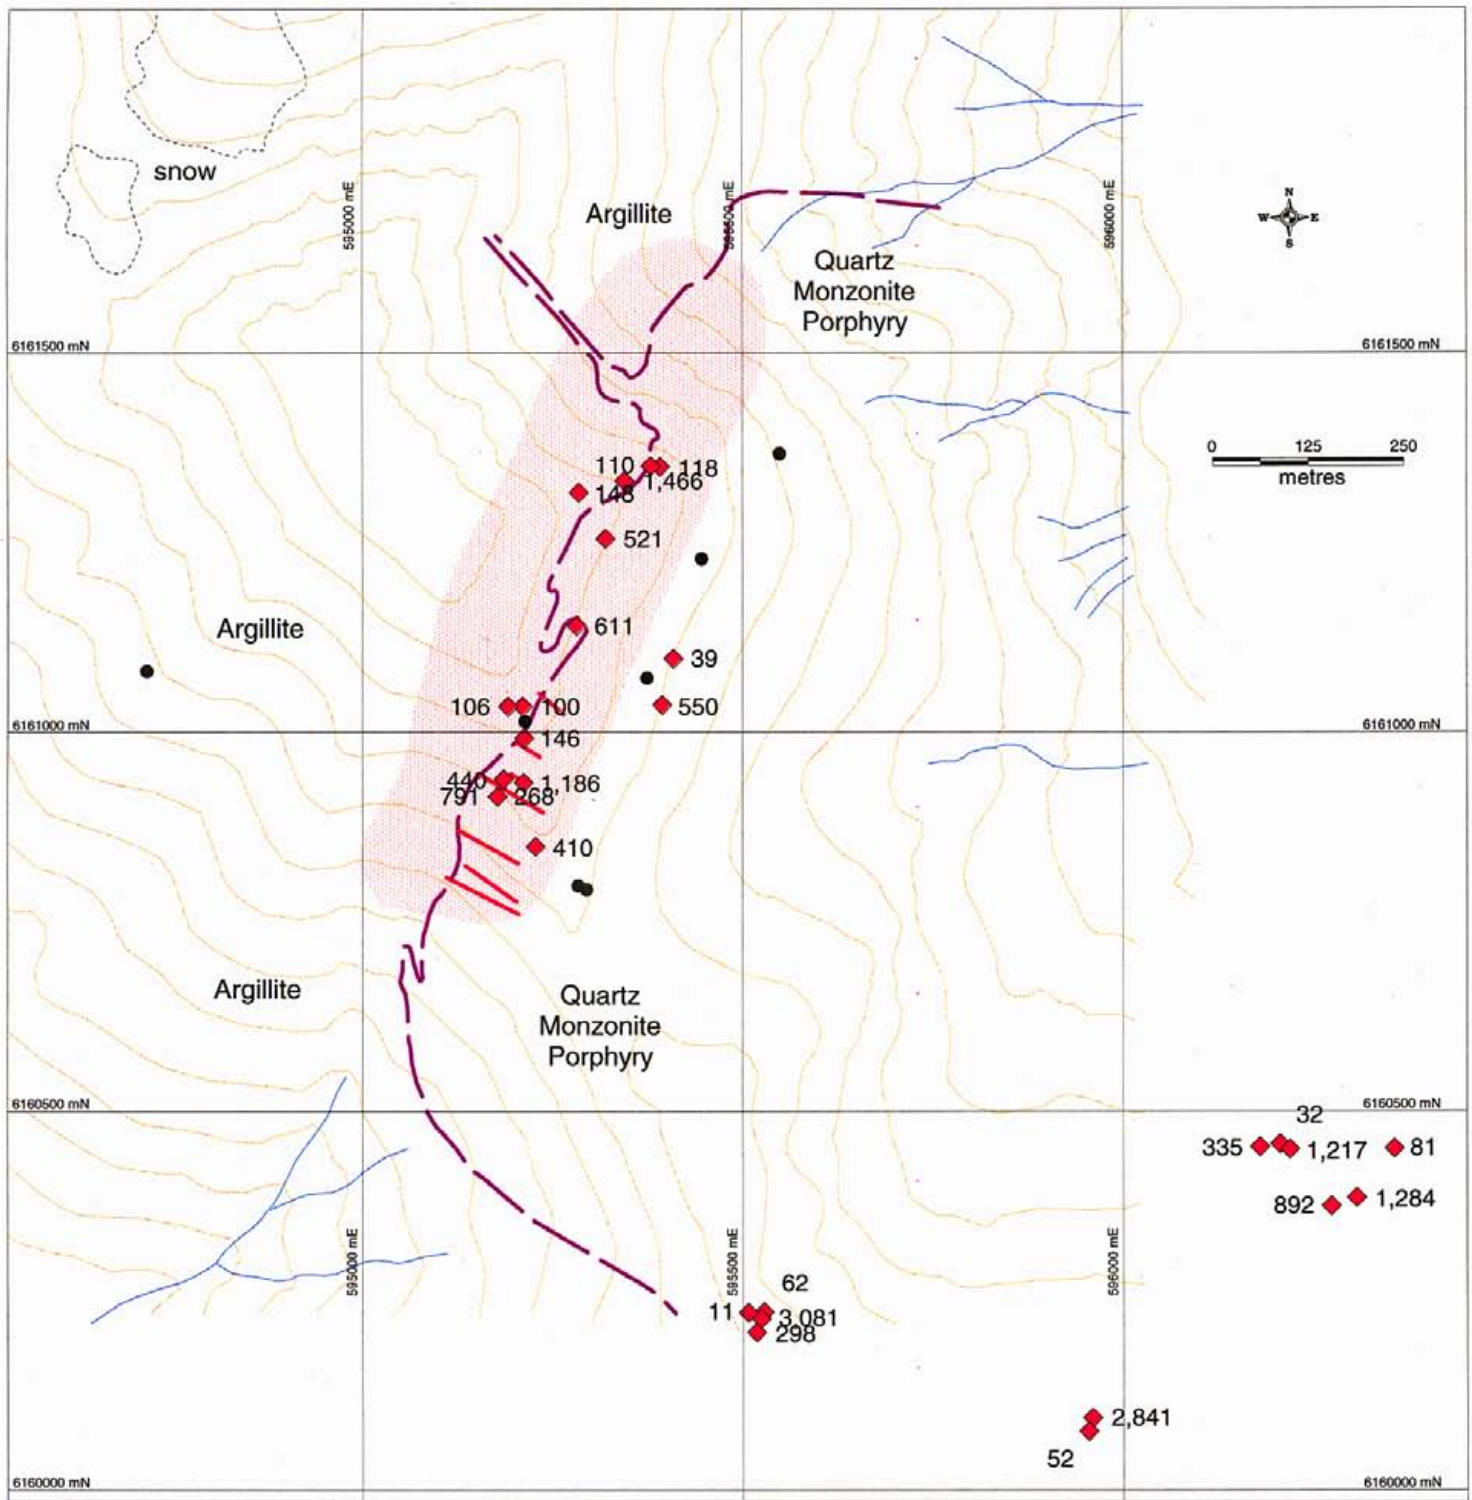 snow
595000 mE
Argillite
595500 mE
596000 mE
N
W E
S
Quartz
Monzonite
Porphyry
6161500 mN
6161500 mN
0 125 250
metres
110
118
1,466
148
521
Argillite
611
39
106
100
550
6161000 mN
6161000 mN
146
440
1,186
791
268
410
Argillite
Quartz
Monzonite
Porphyry
6160500 mN
6160500 mN
32
335
1,217
81
892
1,284
595000 mE
595500 mE
596000 mE
62
11
3,081
298
2,841
52
6160000 mN
6160000 mN